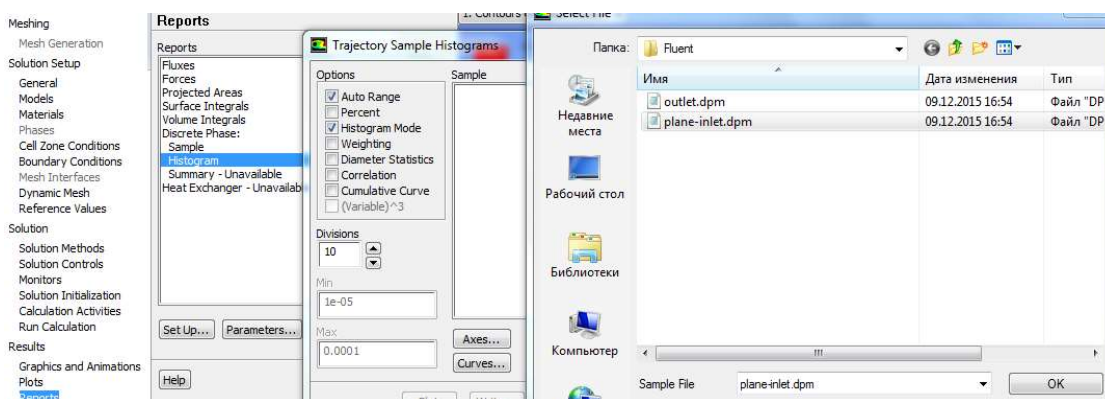 Meshing
Mesh Generation
Solution Setup
General
Models
Materials
Phases
Cell Zone Conditions
Boundary Conditions
Mesh Interfaces
Dynamic Mesh
Reference Values
Solution
Solution Methods
Solution Controls
Monitors
Solution Initialization
Calculation Activities
Run Calculation
Results
Graphics and Animations
Plots
Reports
Reports
Reports
Fluxes
Forces
Projected Areas
Surface Integrals
Volume Integrals
Discrete Phase:
Sample
Histogram
Summary - Unavailable
Heat Exchanger - Unavailab
Set Up...
Parameters...
Help
1. Contours
Trajectory Sample Histograms
Options
Auto Range
Percent
Histogram Mode
Weighting
Diameter Statistics
Correlation
Cumulative Curve
(Variable)^3
Divisions
10
Min
1e-05
Max
0.0001
Sample
Axes...
Curves...
Select File
Папка:
Fluent
Имя
Дата изменения
Тип
outlet.dpm
09.12.2015 16:54
Файл "DP
plane-inlet.dpm
09.12.2015 16:54
Файл "DP
Недавние
места
Рабочий стол
Библиотеки
Компьютер
Sample File
plane-inlet.dpm
OK